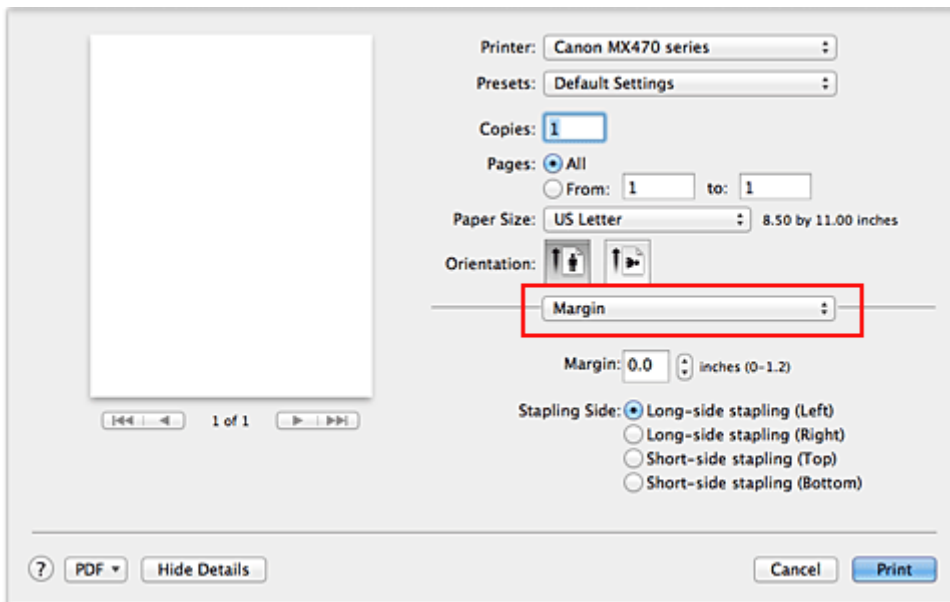 Printer: Canon MX470 series
Presets: Default Settings
Copies: 1
Pages: All
From: 1 to: 1
Paper Size: US Letter 8.50 by 11.00 inches
Orientation:
Margin
Margin: 0.0 inches (0-1.2)
Stapling Side: Long-side stapling (Left)
Long-side stapling (Right)
Short-side stapling (Top)
Short-side stapling (Bottom)
1 of 1
? PDF Hide Details Cancel Print